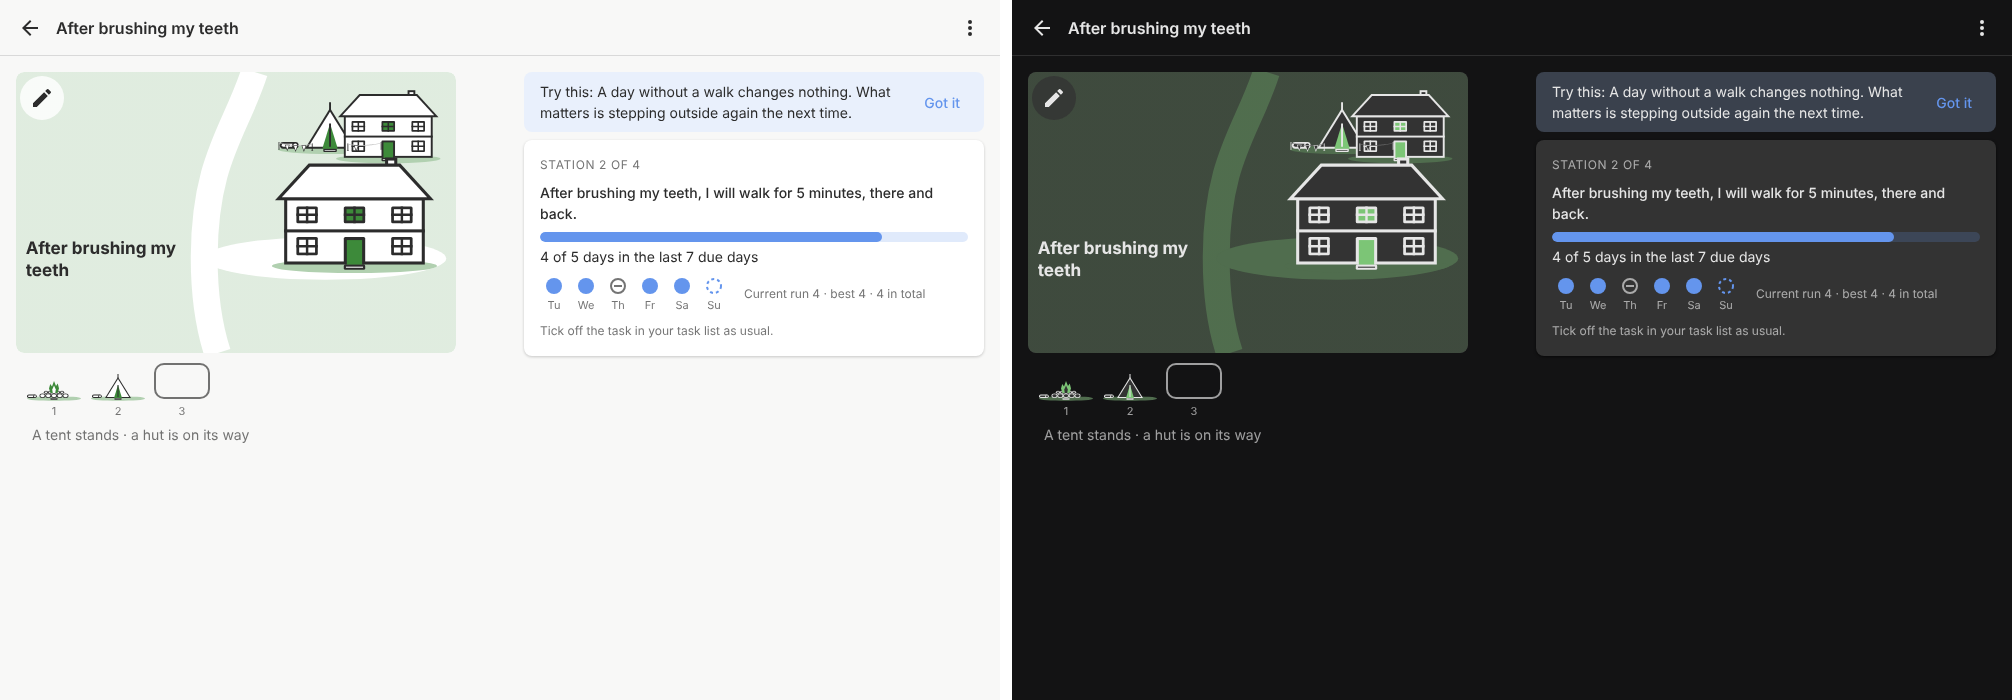 After brushing my teeth
After brushing my
teeth
1
2
3
A tent stands · a hut is on its way
Try this: A day without a walk changes nothing. What
matters is stepping outside again the next time.
Got it
STATION 2 OF 4
After brushing my teeth, I will walk for 5 minutes, there and
back.
4 of 5 days in the last 7 due days
Tu We Th Fr Sa Su
Current run 4 · best 4 · 4 in total
Tick off the task in your task list as usual.
After brushing my teeth
After brushing my
teeth
1
2
3
A tent stands · a hut is on its way
Try this: A day without a walk changes nothing. What
matters is stepping outside again the next time.
Got it
STATION 2 OF 4
After brushing my teeth, I will walk for 5 minutes, there and
back.
4 of 5 days in the last 7 due days
Tu We Th Fr Sa Su
Current run 4 · best 4 · 4 in total
Tick off the task in your task list as usual.